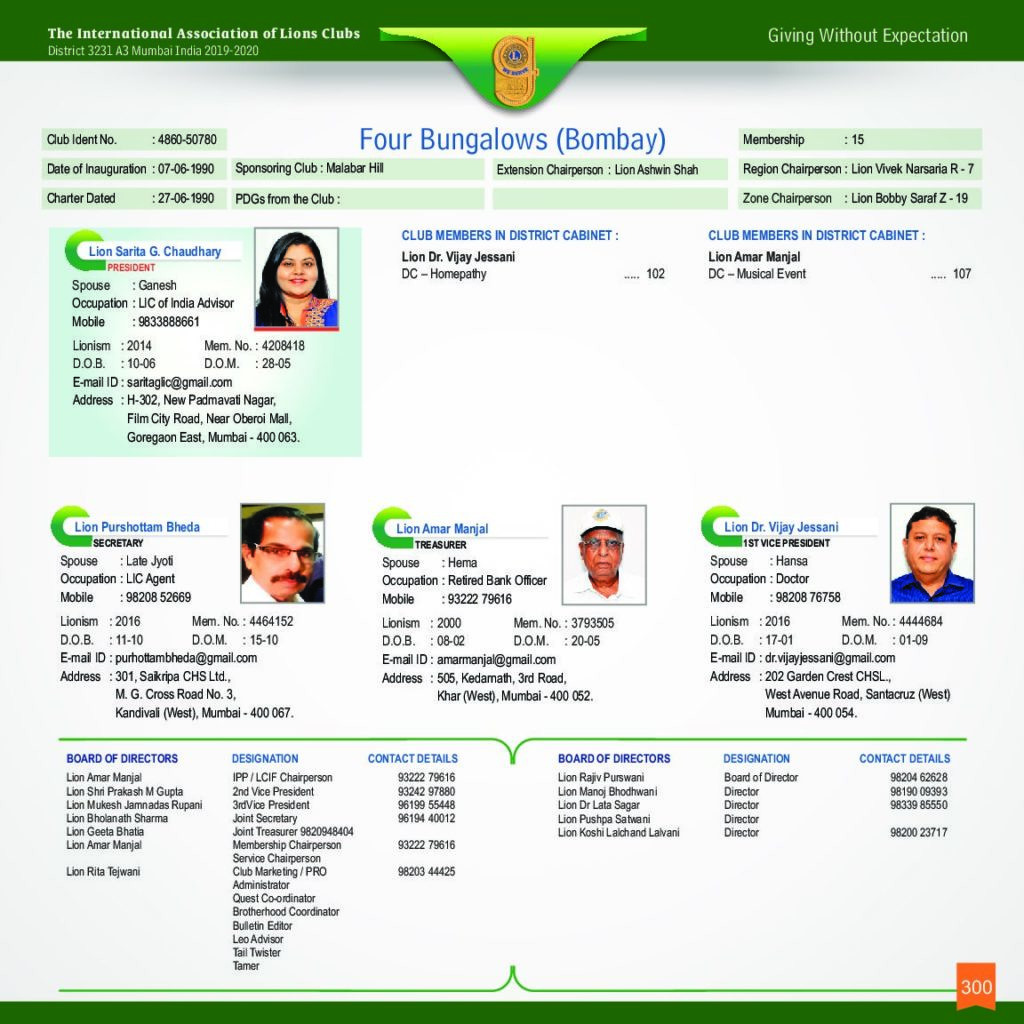 The International Association of Lions Clubs
District 3231 A3 Mumbai India 2019-2020
Giving Without Expectation
WE SERVE
Four Bungalows (Bombay)
Club Ident No. : 4860-50780
Membership : 15
Date of Inauguration : 07-06-1990
Sponsoring Club : Malabar Hill
Extension Chairperson : Lion Ashwin Shah
Region Chairperson : Lion Vivek Narsaria R - 7
Charter Dated : 27-06-1990
PDGs from the Club :
Zone Chairperson : Lion Bobby Saraf Z - 19
Lion Sarita G. Chaudhary
PRESIDENT
Spouse : Ganesh
Occupation : LIC of India Advisor
Mobile : 9833888661
Lionism : 2014 Mem. No. : 4208418
D.O.B. : 10-06 D.O.M. : 28-05
E-mail ID : saritaglic@gmail.com
Address : H-302, New Padmavati Nagar,
Film City Road, Near Oberoi Mall,
Goregaon East, Mumbai - 400 063.
CLUB MEMBERS IN DISTRICT CABINET :
Lion Dr. Vijay Jessani
DC – Homepathy ..... 102
CLUB MEMBERS IN DISTRICT CABINET :
Lion Amar Manjal
DC – Musical Event ..... 107
Lion Purshottam Bheda
SECRETARY
Spouse : Late Jyoti
Occupation : LIC Agent
Mobile : 98208 52669
Lionism : 2016 Mem. No. : 4464152
D.O.B. : 11-10 D.O.M. : 15-10
E-mail ID : purhottambheda@gmail.com
Address : 301, Saikripa CHS Ltd.,
M. G. Cross Road No. 3,
Kandivali (West), Mumbai - 400 067.
Lion Amar Manjal
TREASURER
Spouse : Hema
Occupation : Retired Bank Officer
Mobile : 93222 79616
Lionism : 2000 Mem. No. : 3793505
D.O.B. : 08-02 D.O.M. : 20-05
E-mail ID : amarmanjal@gmail.com
Address : 505, Kedarnath, 3rd Road,
Khar (West), Mumbai - 400 052.
Lion Dr. Vijay Jessani
1ST VICE PRESIDENT
Spouse : Hansa
Occupation : Doctor
Mobile : 98208 76758
Lionism : 2016 Mem. No. : 4444684
D.O.B. : 17-01 D.O.M. : 01-09
E-mail ID : dr.vijayjessani@gmail.com
Address : 202 Garden Crest CHSL.,
West Avenue Road, Santacruz (West)
Mumbai - 400 054.
BOARD OF DIRECTORS DESIGNATION CONTACT DETAILS
Lion Amar Manjal IPP / LCIF Chairperson 93222 79616
Lion Shri Prakash M Gupta 2nd Vice President 93242 97880
Lion Mukesh Jamnadas Rupani 3rdVice President 96199 55448
Lion Bholanath Sharma Joint Secretary 96194 40012
Lion Geeta Bhatia Joint Treasurer 9820948404
Lion Amar Manjal Membership Chairperson 93222 79616
Service Chairperson
Lion Rita Tejwani Club Marketing / PRO 98203 44425
Administrator
Quest Co-ordinator
Brotherhood Coordinator
Bulletin Editor
Leo Advisor
Tail Twister
Tamer
BOARD OF DIRECTORS DESIGNATION CONTACT DETAILS
Lion Rajiv Purswani Board of Director 98204 62628
Lion Manoj Bhodhwani Director 98190 09393
Lion Dr Lata Sagar Director 98339 85550
Lion Pushpa Satwani Director
Lion Koshi Lalchand Lalvani Director 98200 23717
300